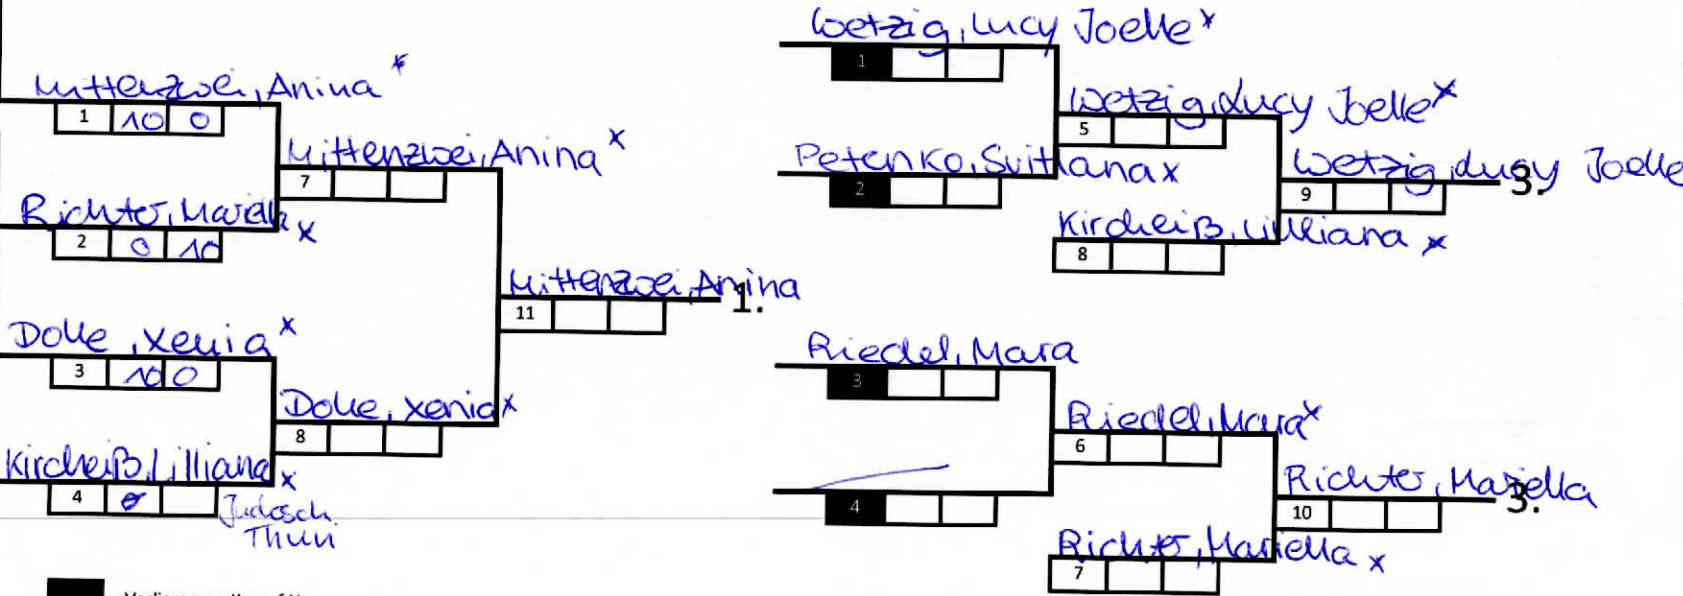 Mittenzwei, Anina x
1 10 0
Mittenzwei, Anina x
7
Richter, Mariella x
2 0 10
Mittenzwei, Anina
1.
11
Dolle, Xenia x
3 10 0
Dolle, Xenia x
8
Kircheiß, Lilliana x
4 0
Judosch.
Thüri
Wetzig, Lucy Joelle x
1
Wetzig, Lucy Joelle x
5
Petenko, Svitlana x
2
Wetzig, Lucy Joelle
3.
9
Kircheiß, Lilliana x
8
Riedel, Mara
3
Riedel, Mara x
6
4
Richter, Mariella
3.
10
Richter, Mariella x
7